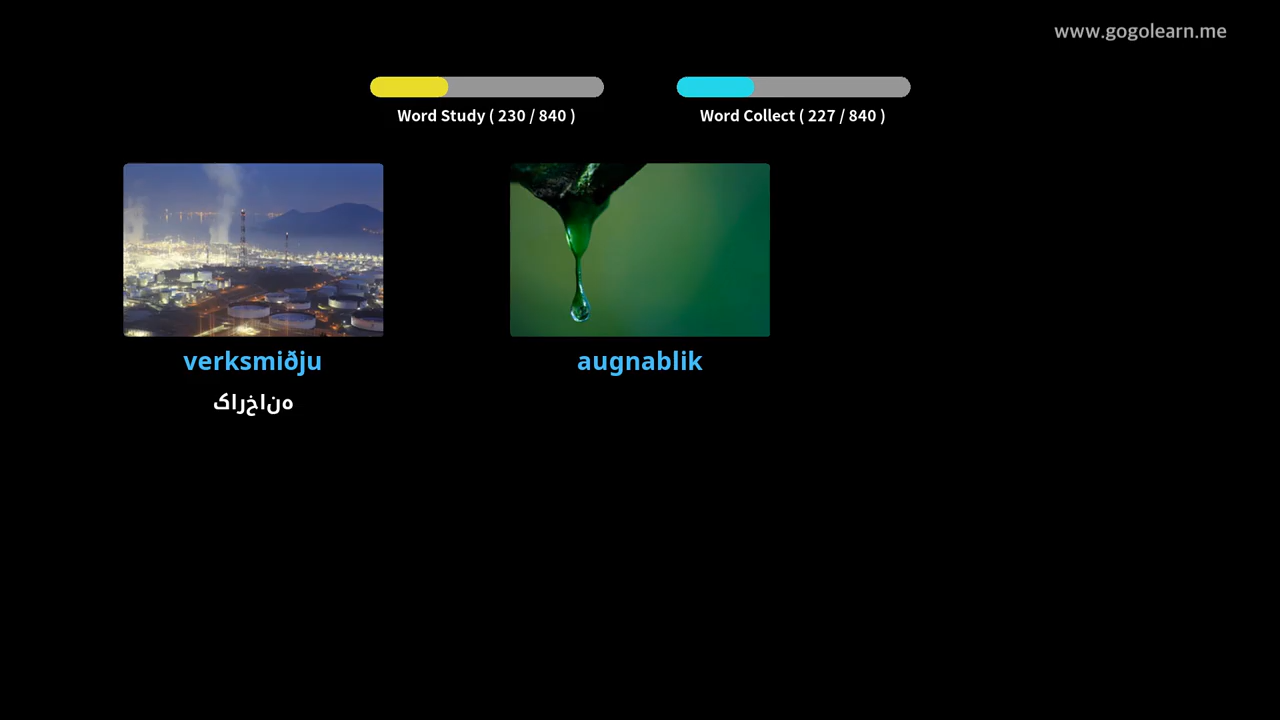 www.gogolearn.me
Word Study ( 230 / 840 )
Word Collect ( 227 / 840 )
verksmiðju
augnablik
کارخانه